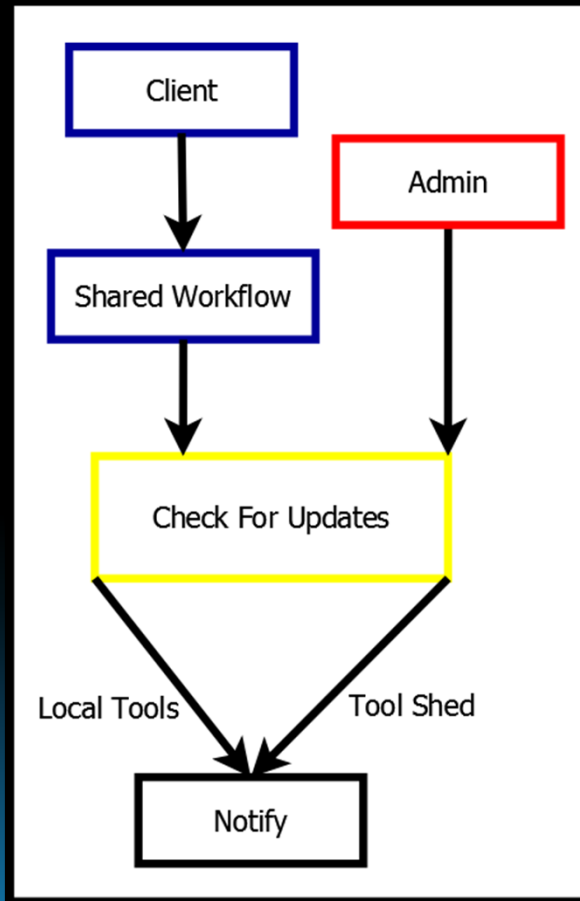 Client
Admin
Shared Workflow
Check For Updates
Local Tools
Tool Shed
Notify